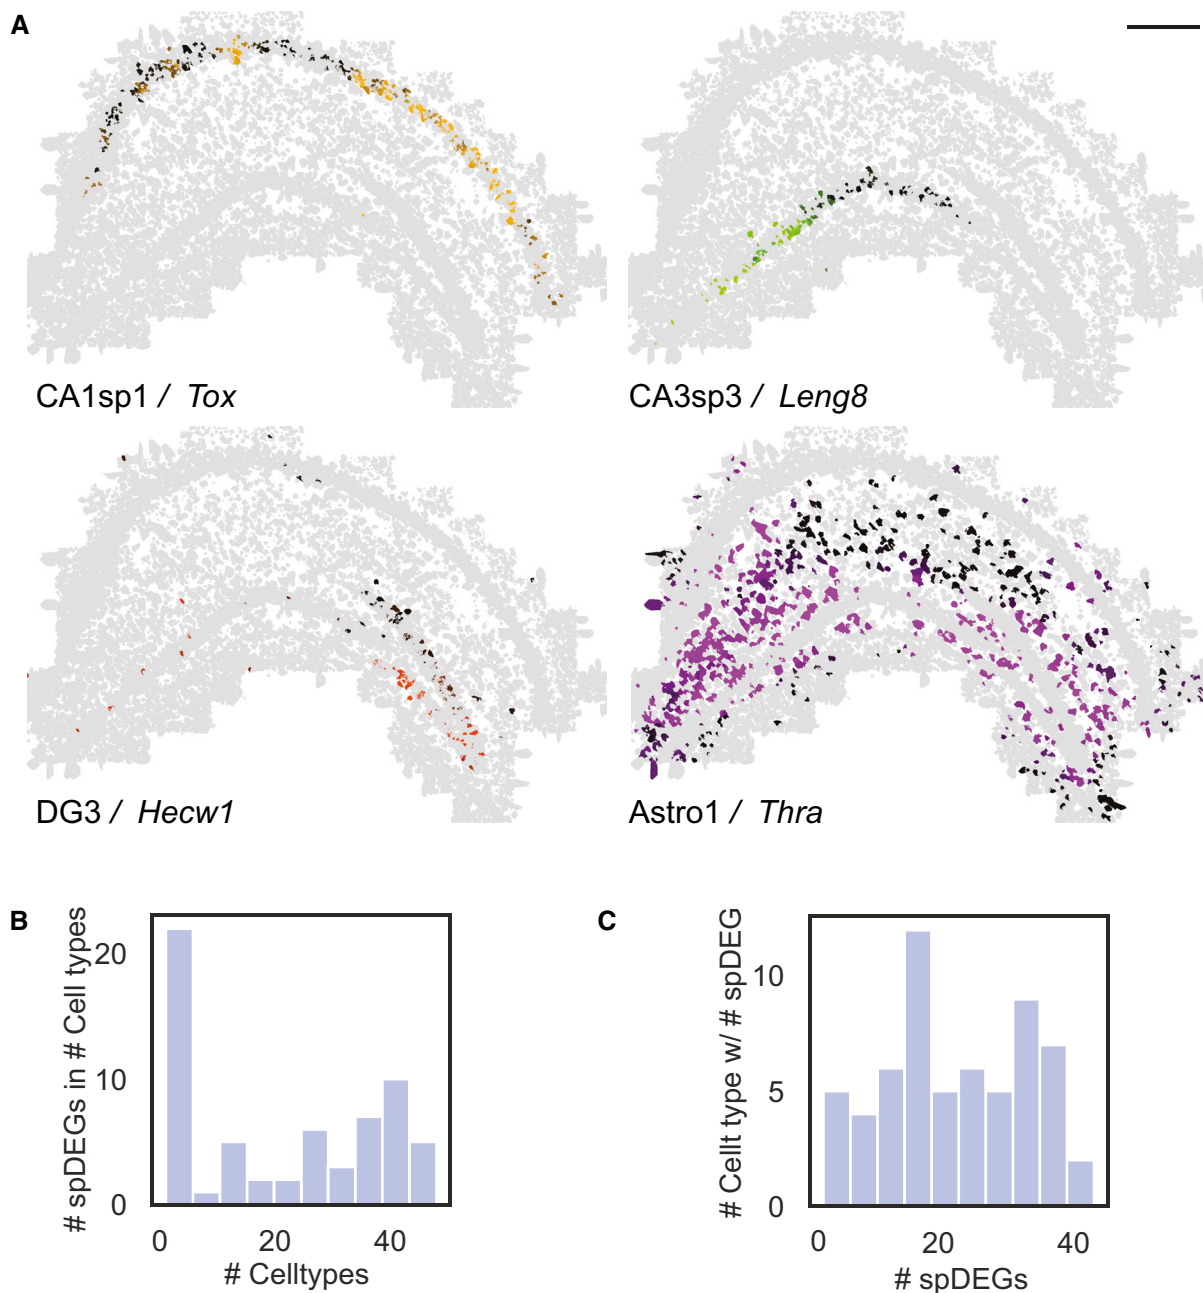 A
CA1sp1 / Tox
CA3sp3 / Leng8
DG3 / Hecw1
Astro1 / Thra
B
# spDEGs in # Cell types
20
10
0
0 20 40
# Celltypes
C
# Cellt type w/ # spDEG
10
5
0
0 20 40
# spDEGs